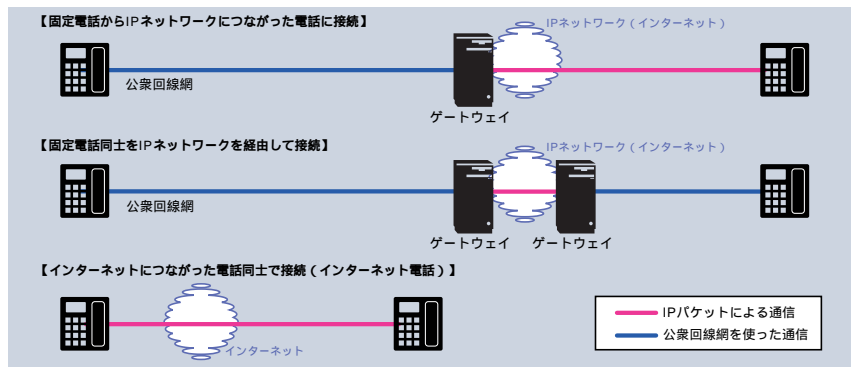 【固定電話からIPネットワークにつながった電話に接続】
IPネットワーク(インターネット)
公衆回線網
ゲートウェイ
【固定電話同士をIPネットワークを経由して接続】
IPネットワーク(インターネット)
公衆回線網
ゲートウェイ ゲートウェイ
【インターネットにつながった電話同士で接続(インターネット電話)】
IPパケットによる通信
公衆回線網を使った通信
インターネット